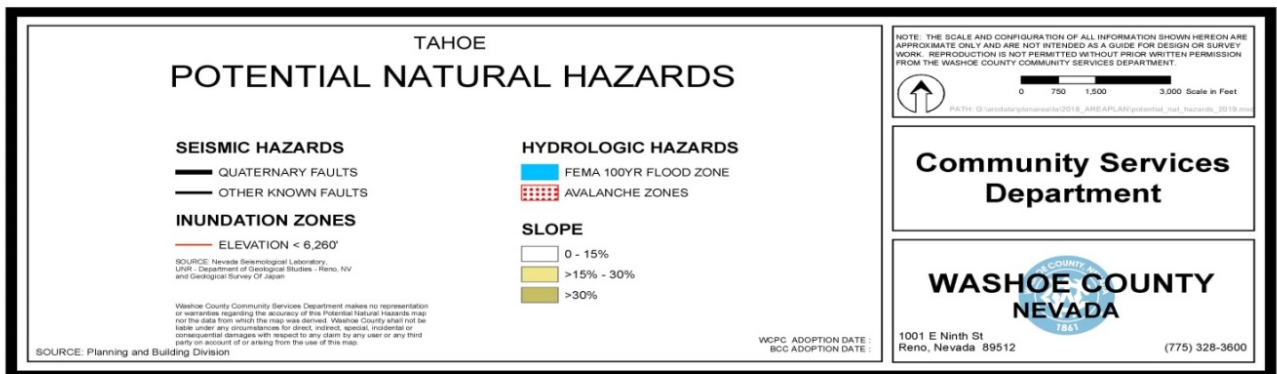 TAHOE
POTENTIAL NATURAL HAZARDS
SEISMIC HAZARDS
QUATERNARY FAULTS
OTHER KNOWN FAULTS
INUNDATION ZONES
ELEVATION < 6,260'
SOURCE: Nevada Seismological Laboratory,
UNR - Department of Geological Studies - Reno, NV
and Geological Survey Of Japan
Washoe County Community Services Department makes no representation
or warranties regarding the accuracy of this Potential Natural Hazards map
nor the data from which the map was derived. Washoe County shall not be
liable under any circumstances for direct, indirect, special, incidental or
consequential damages with respect to any claim by any user or any third
party on account of or arising from the use of this map.
SOURCE: Planning and Building Division
HYDROLOGIC HAZARDS
FEMA 100YR FLOOD ZONE
AVALANCHE ZONES
SLOPE
0 - 15%
>15% - 30%
>30%
WCPC ADOPTION DATE :
BCC ADOPTION DATE :
NOTE: THE SCALE AND CONFIGURATION OF ALL INFORMATION SHOWN HEREON ARE
APPROXIMATE ONLY AND ARE NOT INTENDED AS A GUIDE FOR DESIGN OR SURVEY
WORK. REPRODUCTION IS NOT PERMITTED WITHOUT PRIOR WRITTEN PERMISSION
FROM THE WASHOE COUNTY COMMUNITY SERVICES DEPARTMENT.
0 750 1,500 3,000 Scale in Feet
PATH:
Community Services
Department
WASHOE COUNTY
NEVADA
1861
1001 E Ninth St
Reno, Nevada 89512
(775) 328-3600